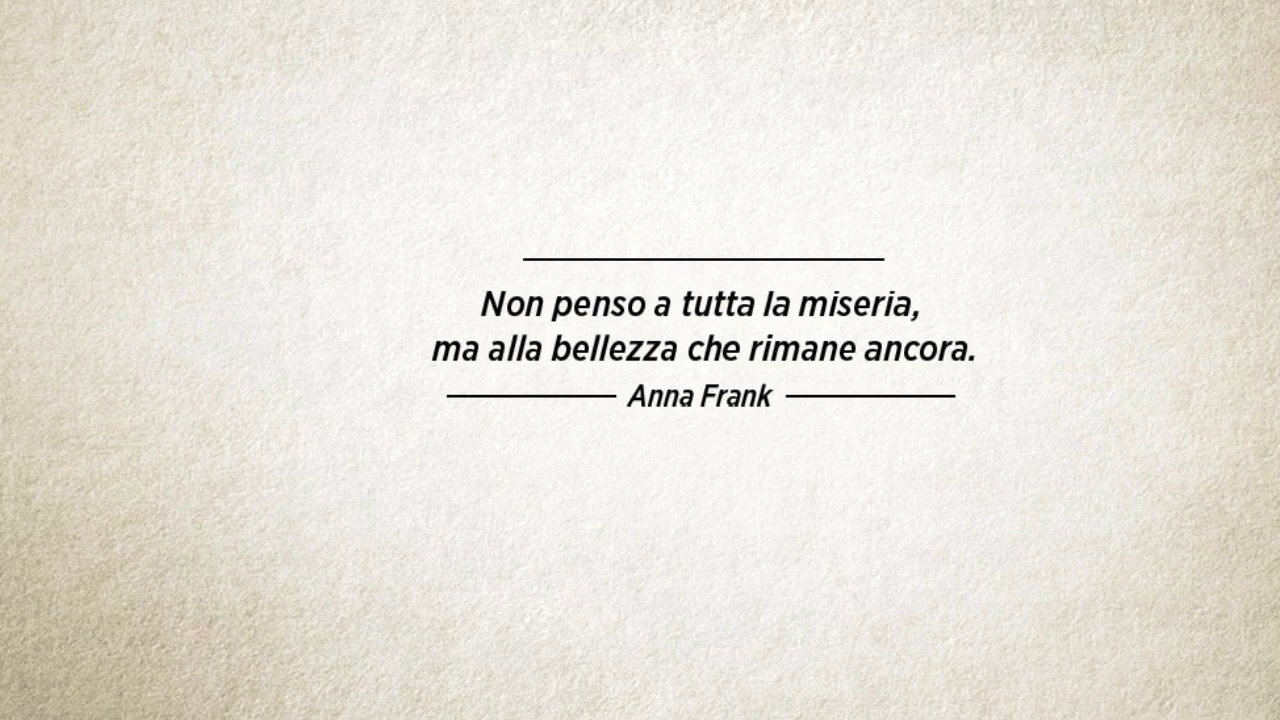 Non penso a tutta la miseria,
ma alla bellezza che rimane ancora.
Anna Frank